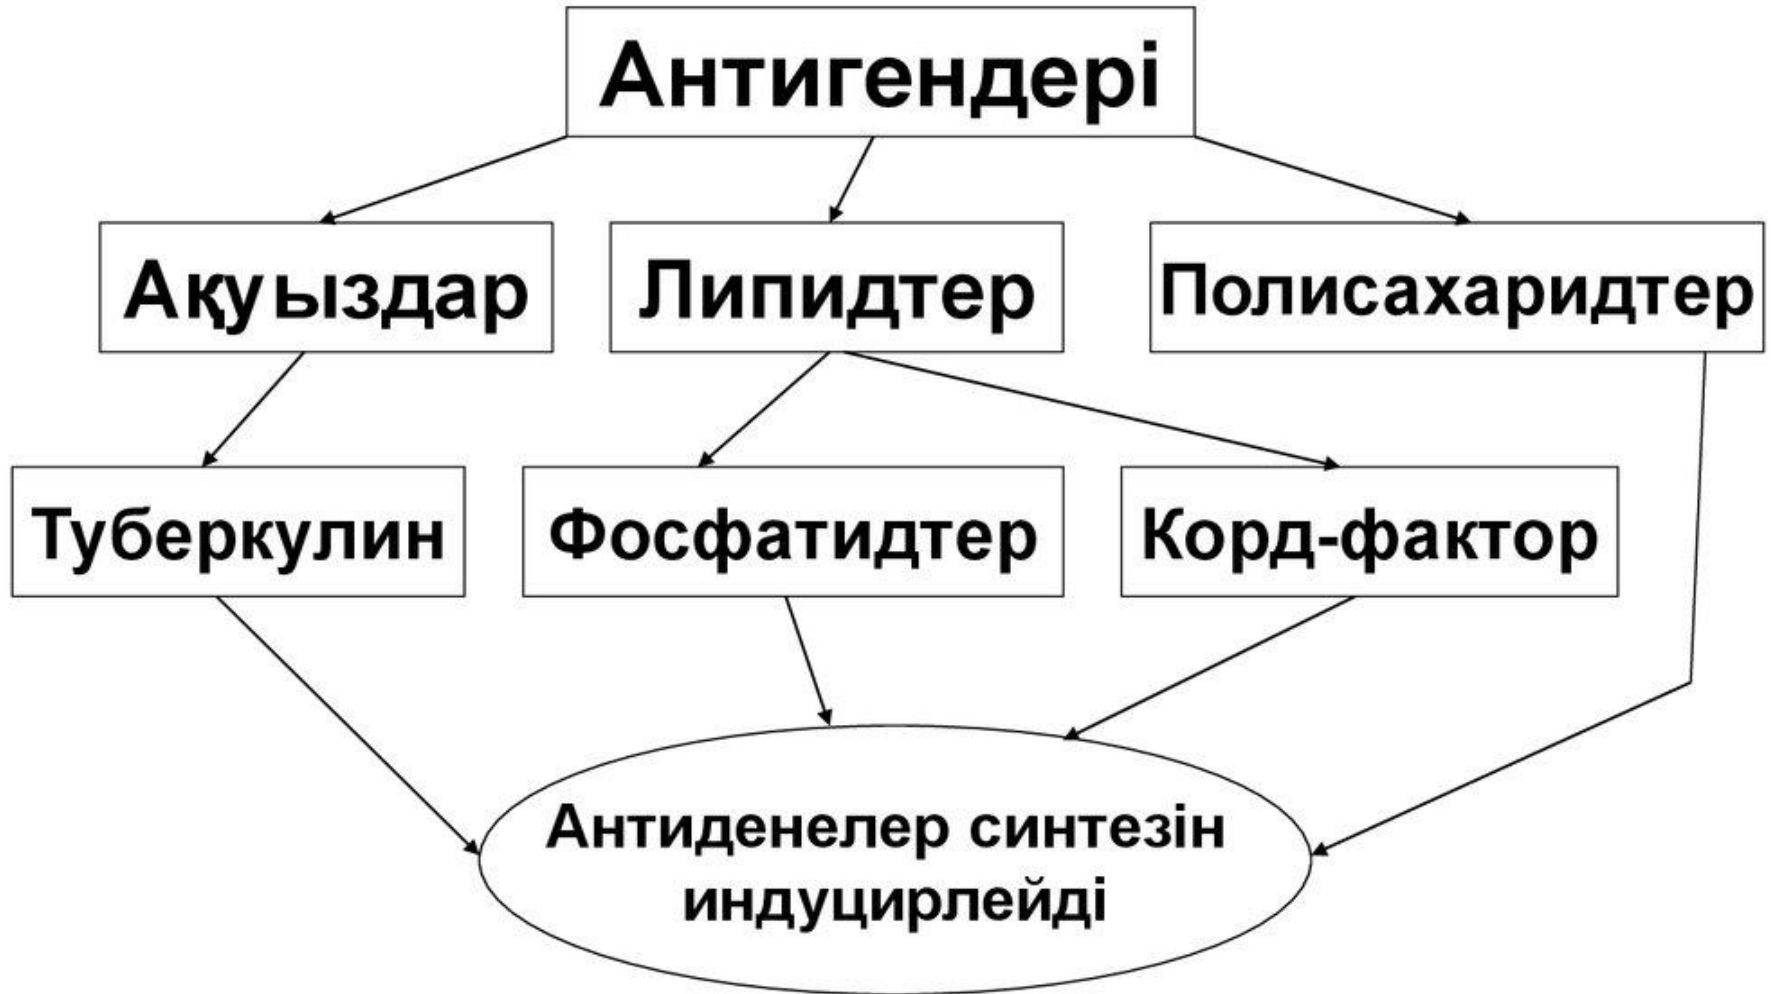 Антигендері
Ақуыздар
Липидтер
Полисахаридтер
Туберкулин
Фосфатидтер
Корд-фактор
Антиденелер синтезін
индуцирлейді